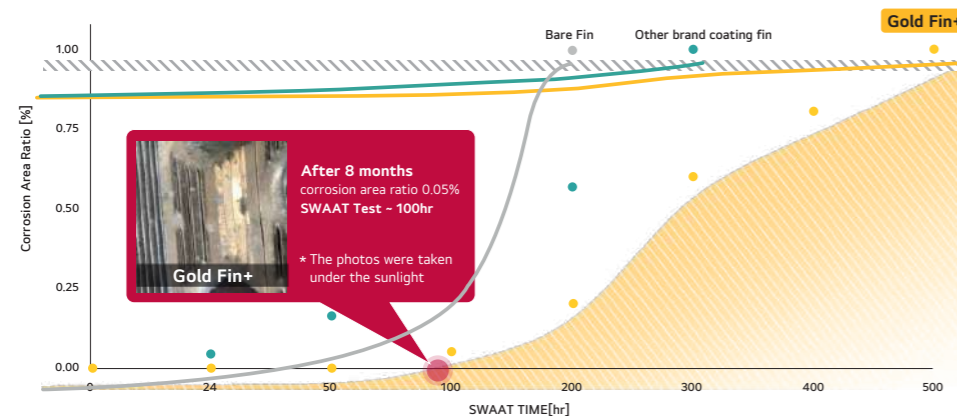 Gold Fin+
Bare Fin
Other brand coating fin
1.00
0.75
0.50
0.25
0.00
Corrosion Area Ratio [%]
After 8 months
corrosion area ratio 0.05%
SWAAT Test ~ 100hr
* The photos were taken
under the sunlight
Gold Fin+
0
24
50
100
200
300
400
500
SWAAT TIME[hr]